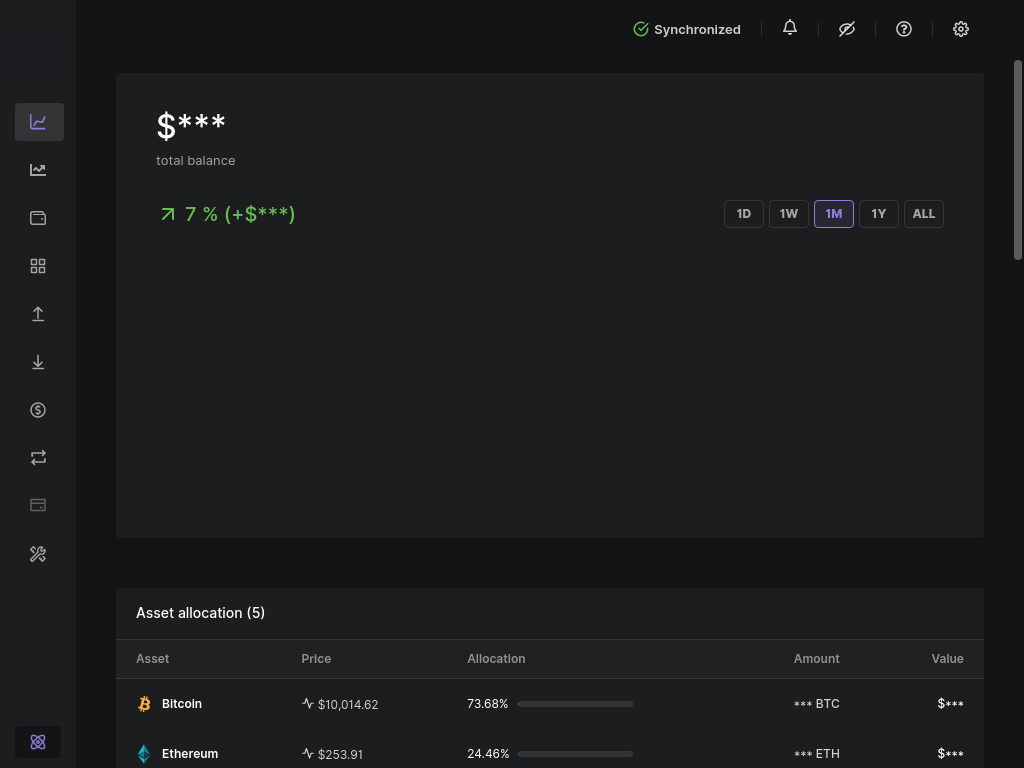 Synchronized
$***
total balance
7 % (+$***)
1D 1W 1M 1Y ALL
Asset allocation (5)
Asset Price Allocation Amount Value
Bitcoin $10,014.62 73.68% *** BTC $***
Ethereum $253.91 24.46% *** ETH $***